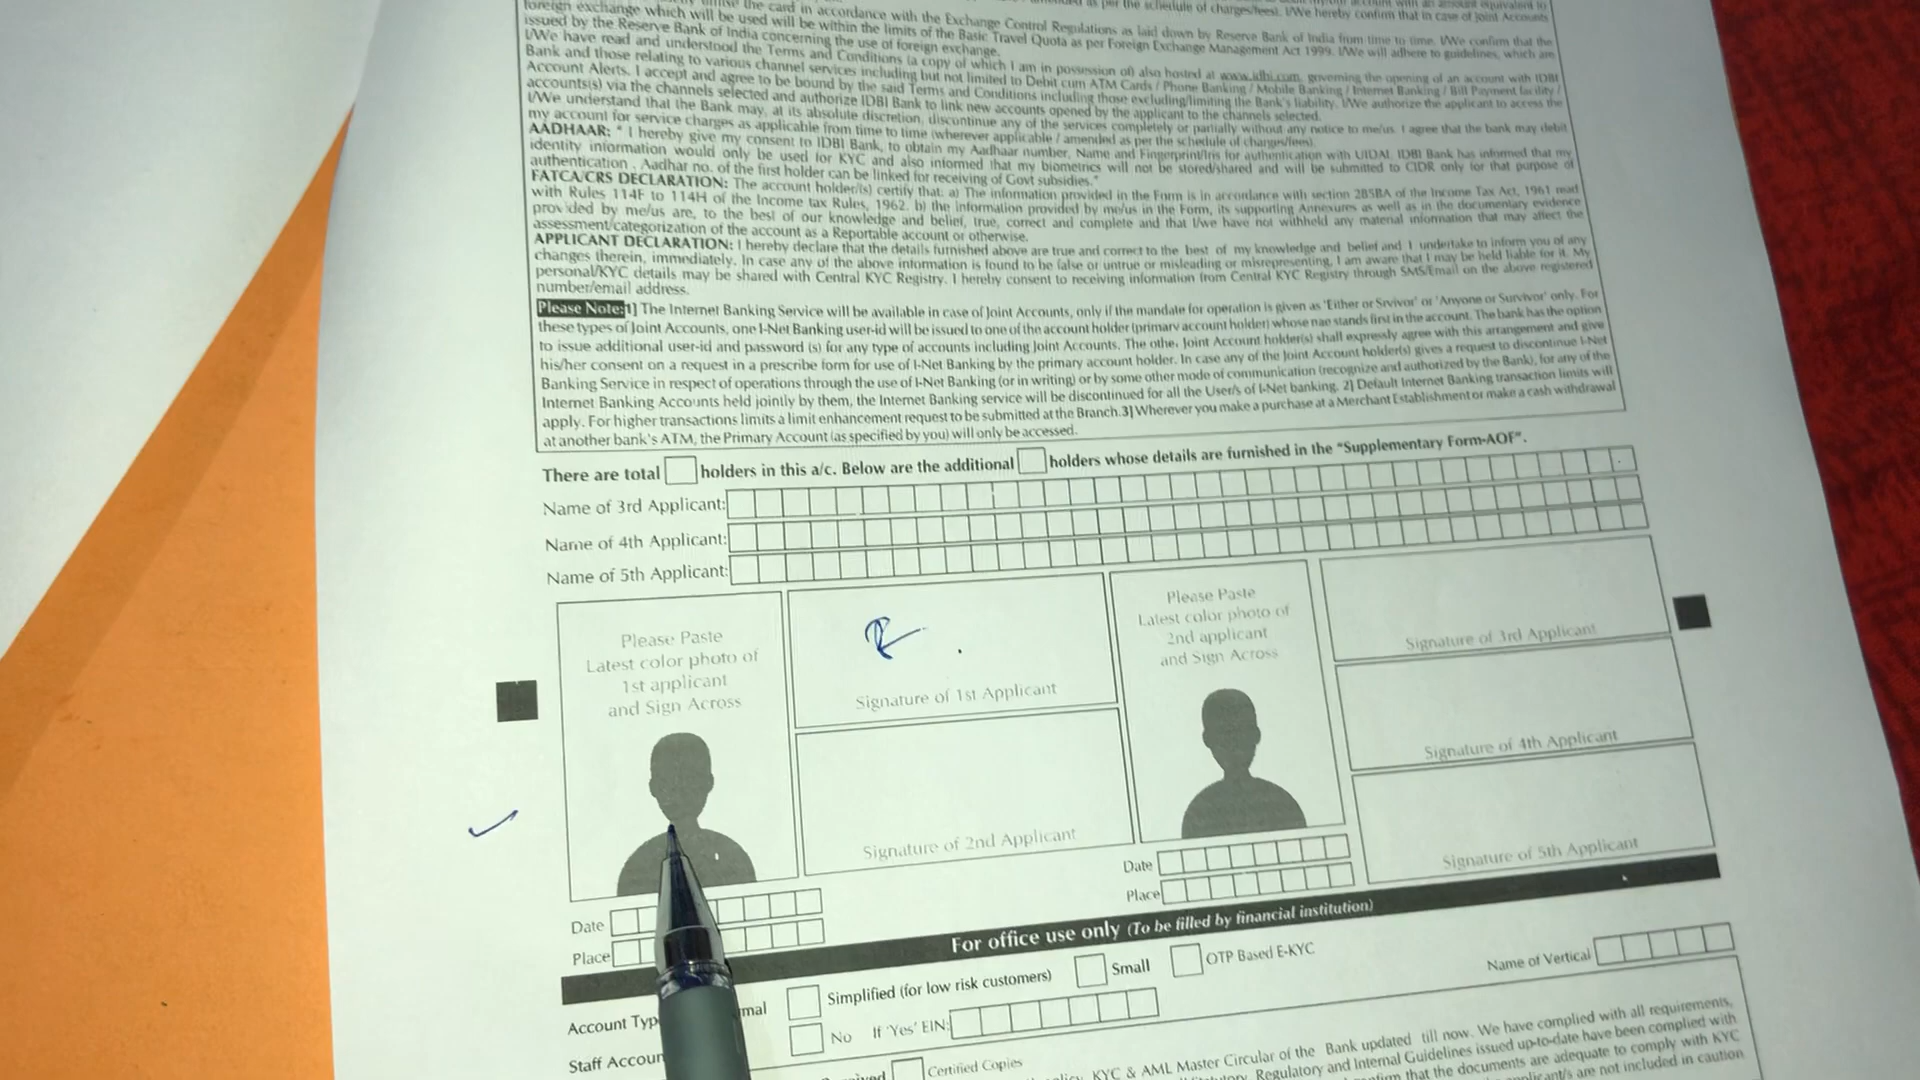 foreign exchange which will be used will be within the limits of the Basic Travel Quota as per Foreign Exchange Management Act 1999. I/We will adhere to guidelines, which are
issued by the Reserve Bank of India concerning the use of foreign exchange.
I/We have read and understood the Terms and Conditions (a copy of which I am in possession of) also hosted at www.idbi.com, governing the opening of an account with IDBI
Bank and those relating to various channel services including but not limited to Debit cum ATM Cards / Phone Banking / Mobile Banking / Internet Banking / Bill Payment facility /
Account Alerts. I accept and agree to be bound by the said Terms and Conditions including those excluding/limiting the Bank's liability. I/We authorize the applicant to access the
accounts(s) via the channels selected and authorize IDBI Bank to link new accounts opened by the applicant to the channels selected.
I/We understand that the Bank may, at its absolute discretion, discontinue any of the services completely or partially without any notice to me/us. I agree that the bank may debit
my account for service charges as applicable from time to time (wherever applicable / amended as per the schedule of charges/fees).
AADHAAR: " I hereby give my consent to IDBI Bank, to obtain my Aadhaar number, Name and Fingerprint/Iris for authentication with UIDAI. IDBI Bank has informed that my
identity information would only be used for KYC and also informed that my biometrics will not be stored/shared and will be submitted to CIDR only for that purpose of
authentication . Aadhar no. of the first holder can be linked for receiving of Govt subsidies."
FATCA/CRS DECLARATION: The account holder/(s) certify that: a) The information provided in the Form is in accordance with section 285BA of the Income Tax Act, 1961 read
with Rules 114F to 114H of the Income tax Rules, 1962. b) the information provided by me/us in the Form, its supporting Annexures as well as in the documentary evidence
provided by me/us are, to the best of our knowledge and belief, true, correct and complete and that I/we have not withheld any material information that may affect the
assessment/categorization of the account as a Reportable account or otherwise.
APPLICANT DECLARATION: I hereby declare that the details furnished above are true and correct to the best of my knowledge and belief and I undertake to inform you of any
changes therein, immediately. In case any of the above information is found to be false or untrue or misleading or misrepresenting, I am aware that I may be held liable for it. My
personal/KYC details may be shared with Central KYC Registry. I hereby consent to receiving information from Central KYC Registry through SMS/Email on the above registered
number/email address.
Please Note:1] The Internet Banking Service will be available in case of Joint Accounts, only if the mandate for operation is given as 'Either or Srvivor' or 'Anyone or Survivor' only. For
these types of Joint Accounts, one I-Net Banking user-id will be issued to one of the account holder (primary account holder) whose nae stands first in the account. The bank has the option
to issue additional user-id and password (s) for any type of accounts including Joint Accounts. The othe. Joint Account holder(s) shall expressly agree with this arrangement and give
his/her consent on a request in a prescribe form for use of I-Net Banking by the primary account holder. In case any of the Joint Account holder(s) gives a request to discontinue I-Net
Banking Service in respect of operations through the use of I-Net Banking (or in writing) or by some other mode of communication (recognize and authorized by the Bank), for any of the
Internet Banking Accounts held jointly by them, the Internet Banking service will be discontinued for all the User/s of I-Net banking. 2] Default Internet Banking transaction limits will
apply. For higher transactions limits a limit enhancement request to be submitted at the Branch.3] Wherever you make a purchase at a Merchant Establishment or make a cash withdrawal
at another bank's ATM, the Primary Account (as specified by you) will only be accessed.
There are total holders in this a/c. Below are the additional holders whose details are furnished in the "Supplementary Form-AOF".
Name of 3rd Applicant:
Name of 4th Applicant:
Name of 5th Applicant:
Please Paste
Latest color photo of
1st applicant
and Sign Across
Signature of 1st Applicant
Signature of 2nd Applicant
Please Paste
Latest color photo of
2nd applicant
and Sign Across
Signature of 3rd Applicant
Signature of 4th Applicant
Signature of 5th Applicant
Date
Place
Date
Place
For office use only (To be filled by financial institution)
Account Typ mal Simplified (for low risk customers) Small OTP Based E-KYC Name of Vertical
Staff Accoun No If 'Yes' EIN:
Certified Copies
KYC & AML Master Circular of the Bank updated till now. We have complied with all requirements,
Regulatory and Internal Guidelines issued up-to-date have been complied with
that the documents are adequate to comply with KYC
are not included in caution